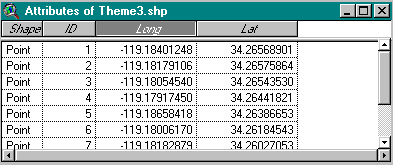 Attributes of Theme3.shp
Shape ID Long Lat
Point 1 -119.18401248 34.26568901
Point 2 -119.18179106 34.26575864
Point 3 -119.18054540 34.26543530
Point 4 -119.17917450 34.26441821
Point 5 -119.18658418 34.26386653
Point 6 -119.18006170 34.26184543
Point 7 -119.18182879 34.26027053